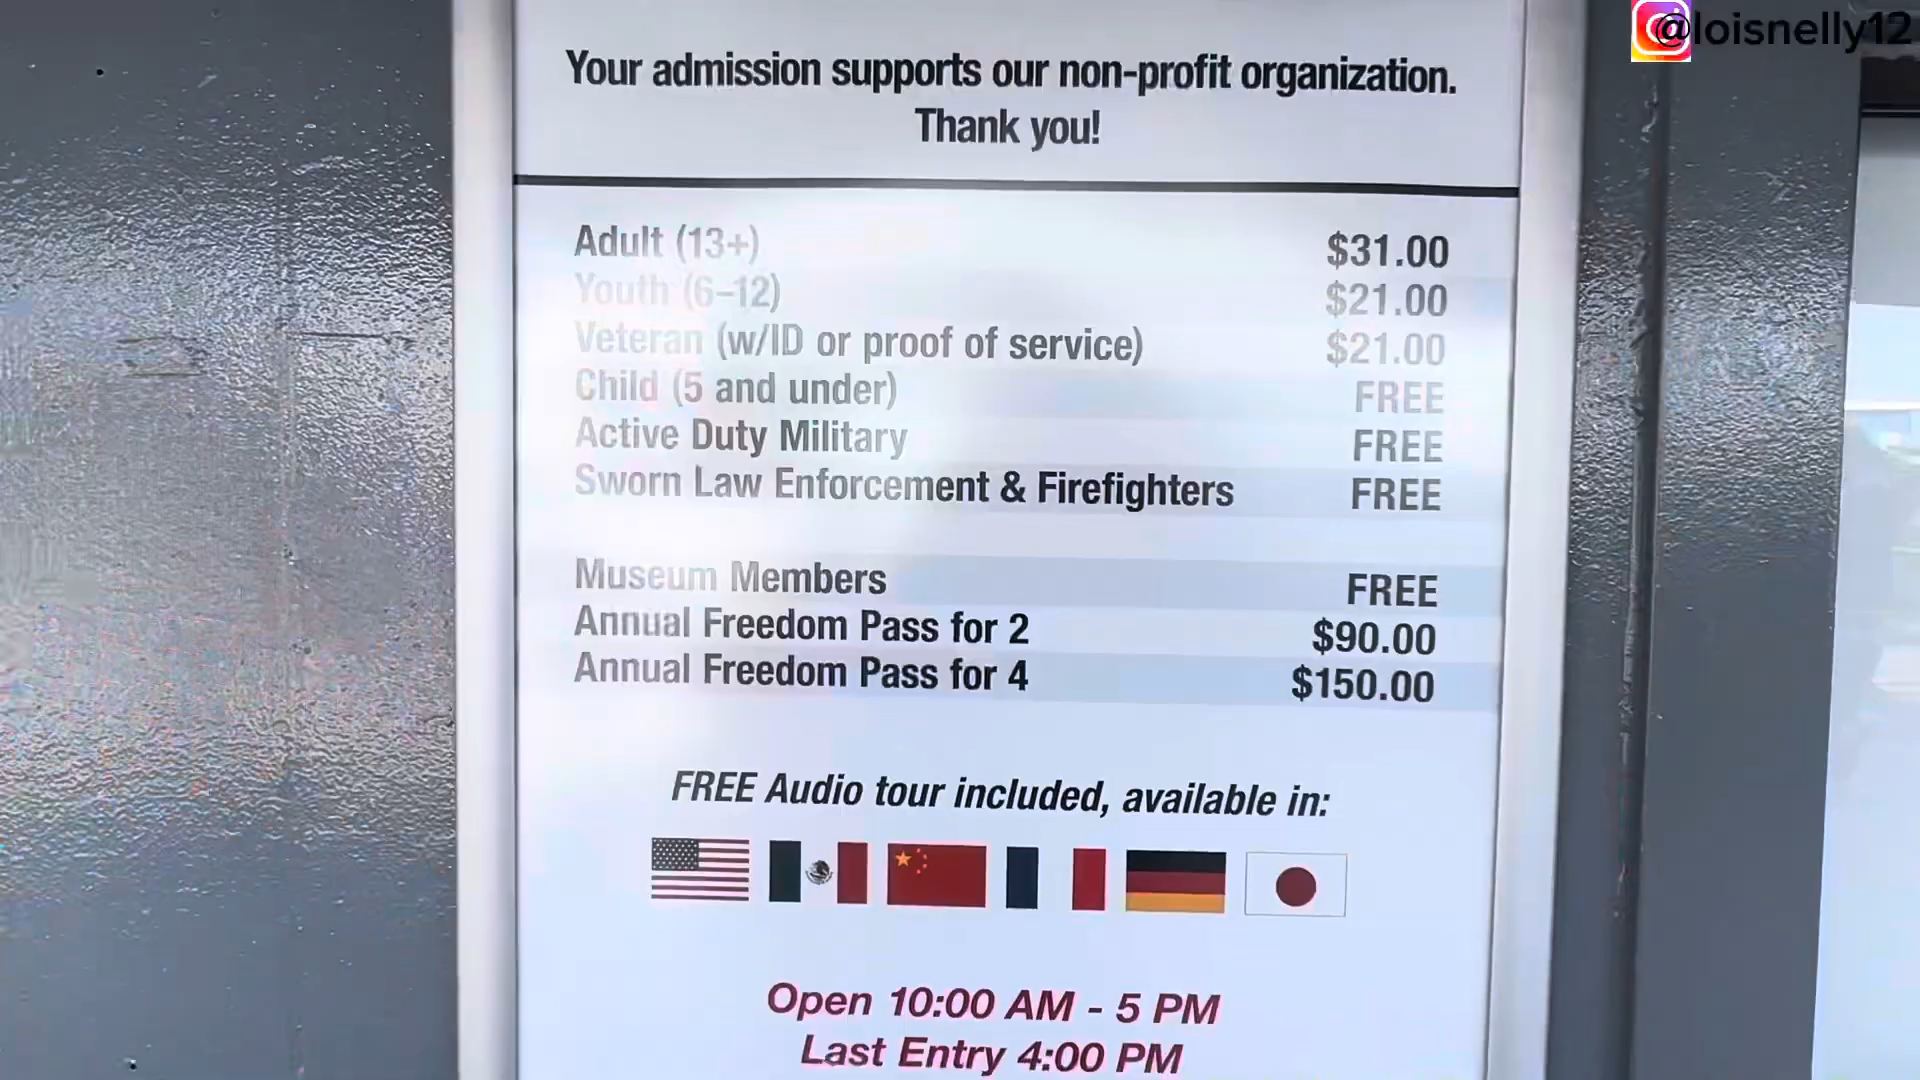 @loisnelly12
Your admission supports our non-profit organization.
Thank you!
Adult (13+) $31.00
Youth (6–12) $21.00
Veteran (w/ID or proof of service) $21.00
Child (5 and under) FREE
Active Duty Military FREE
Sworn Law Enforcement & Firefighters FREE
Museum Members FREE
Annual Freedom Pass for 2 $90.00
Annual Freedom Pass for 4 $150.00
FREE Audio tour included, available in:
Open 10:00 AM - 5 PM
Last Entry 4:00 PM